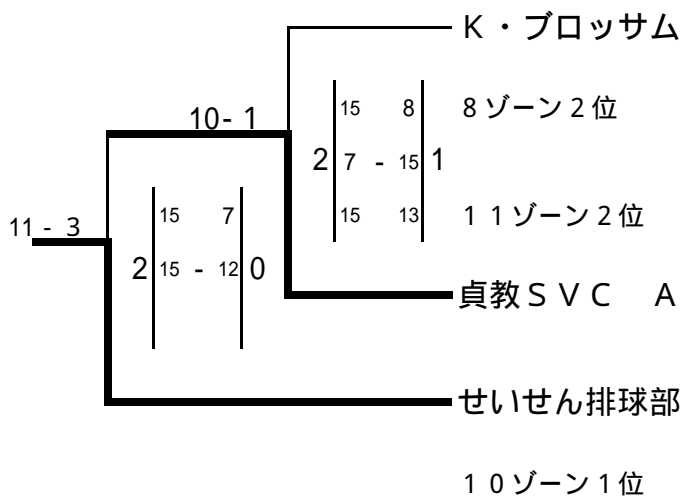 K・ブロッサム
15 8
8ゾーン2位
10- 1
2 7 - 15 1
15 13
11ゾーン2位
15 7
11 - 3
2 15 - 12 0
貞教SVC A
せいせん排球部
10ゾーン1位